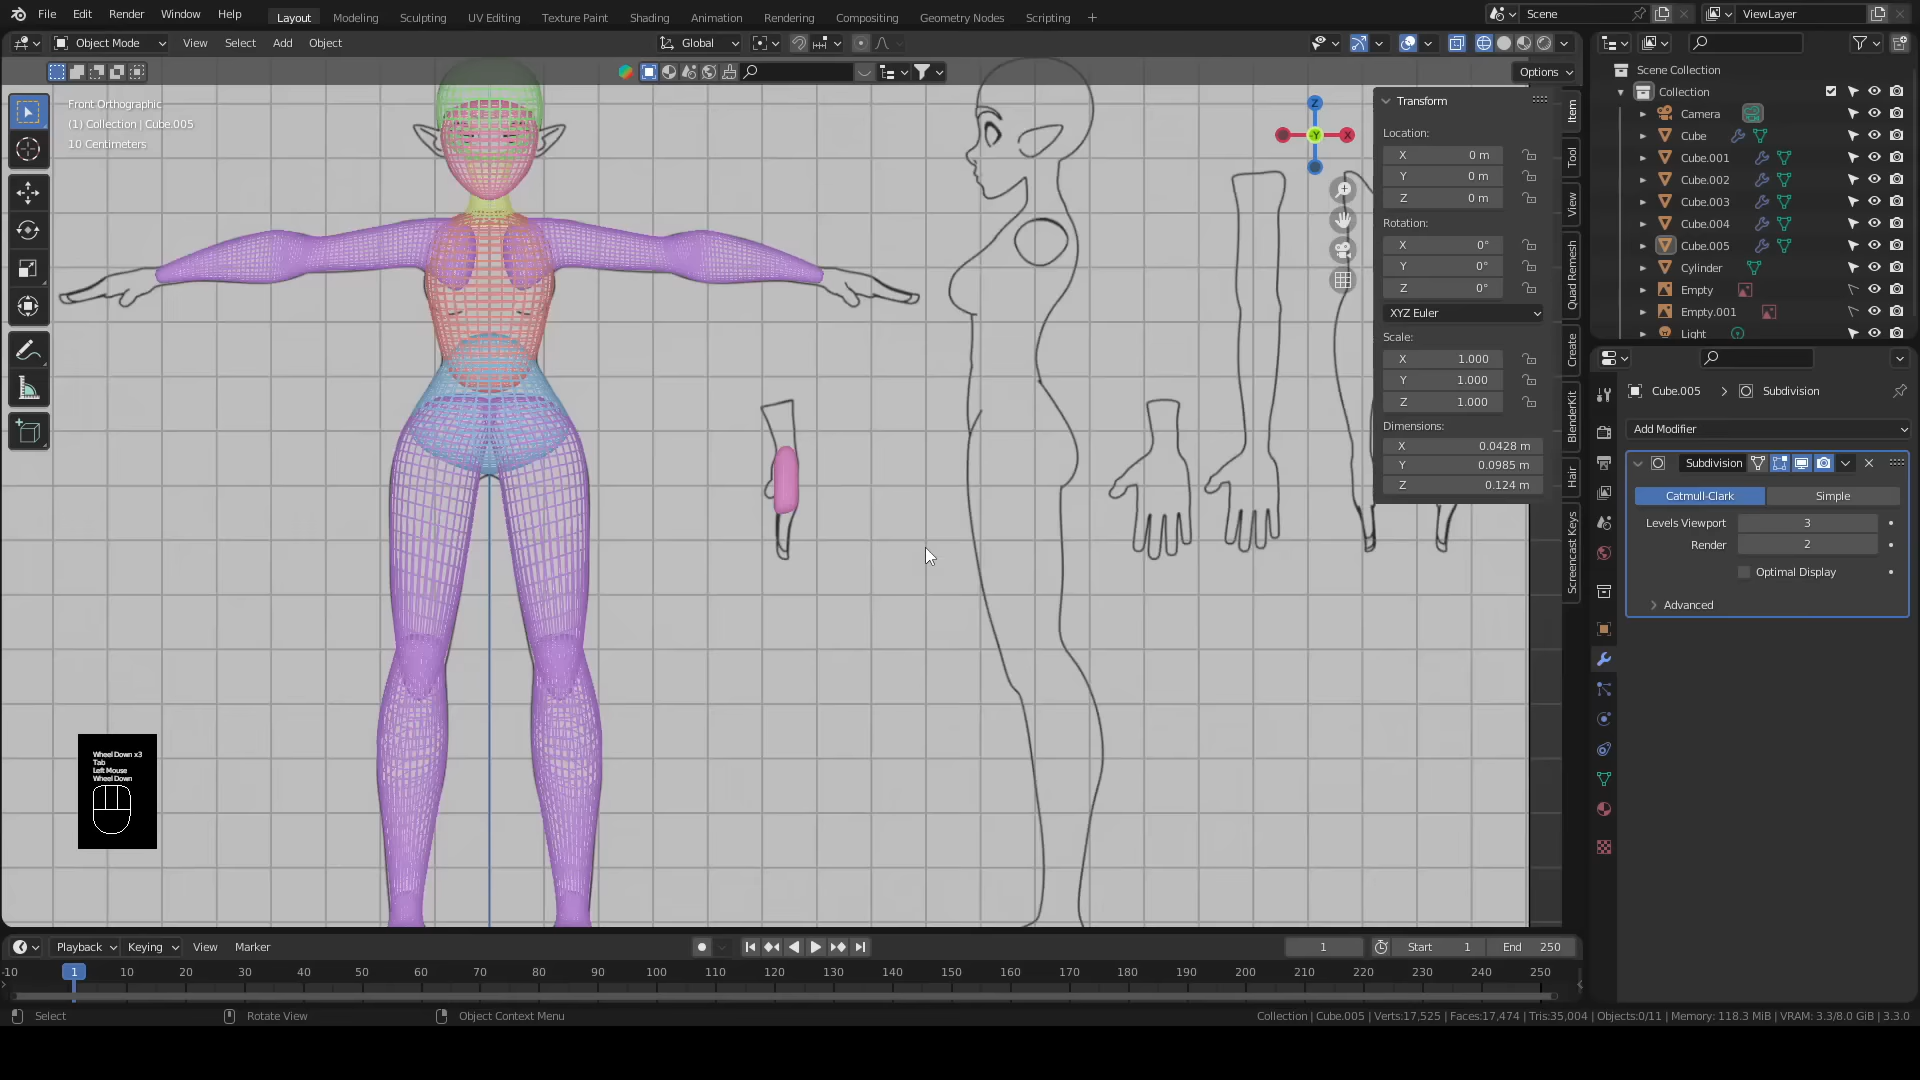 File Edit Render Window Help Layout Modeling Sculpting UV Editing Texture Paint Shading Animation Rendering Compositing Geometry Nodes Scripting + Scene ViewLayer
Object Mode View Select Add Object Global
Options
Front Orthographic
(1) Collection | Cube.005
10 Centimeters
Z
-Y
X
Transform
Location:
X 0 m
Y 0 m
Z 0 m
Rotation:
X 0°
Y 0°
Z 0°
XYZ Euler
Scale:
X 1.000
Y 1.000
Z 1.000
Dimensions:
X 0.0428 m
Y 0.0985 m
Z 0.124 m
Item
Tool
View
Quad Remesh
Create
BlenderKit
Hair
Screencast Keys
Scene Collection
Collection
Camera
Cube
Cube.001
Cube.002
Cube.003
Cube.004
Cube.005
Cylinder
Empty
Empty.001
Light
Cube.005 > Subdivision
Add Modifier
Subdivision
Catmull-Clark Simple
Levels Viewport 3
Render 2
Optimal Display
Advanced
Wheel Down x3
Tab
Left Mouse
Wheel Down
Playback Keying View Marker 1 Start 1 End 250
-10 1 10 20 30 40 50 60 70 80 90 100 110 120 130 140 150 160 170 180 190 200 210 220 230 240 250
Select Rotate View Object Context Menu Collection | Cube.005 | Verts:17,525 | Faces:17,474 | Tris:35,004 | Objects:0/11 | Memory: 118.3 MiB | VRAM: 3.3/8.0 GiB | 3.3.0